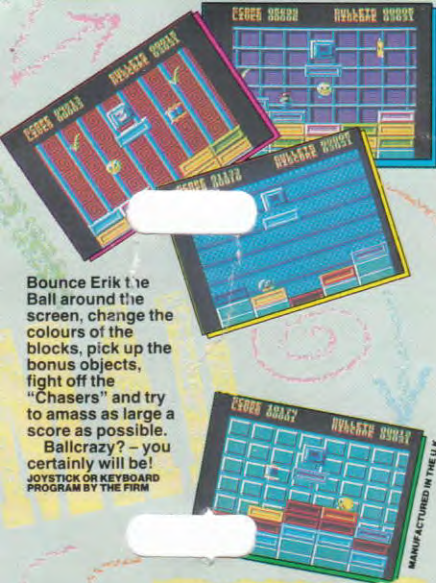 Bounce Erik the
Ball around the
screen, change the
colours of the
blocks, pick up the
bonus objects,
fight off the
"Chasers" and try
to amass as large a
score as possible.
Ballcrazy? – you
certainly will be!
JOYSTICK OR KEYBOARD
PROGRAM BY THE FIRM
MANUFACTURED IN THE U.K.